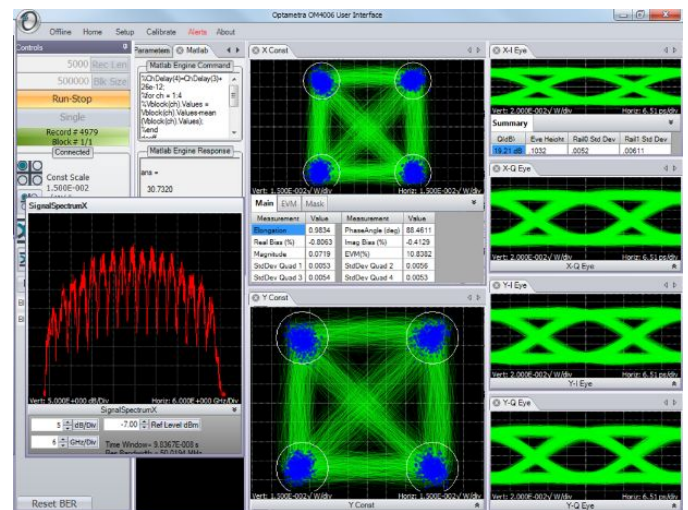 Optametra OM4006 User Interface
Offline Home Setup Calibrate Alerts About
Controls
5000 Rec Len
500000 Blk Size
Run-Stop
Single
Record # 4979
Block # 1/1
Connected
Const Scale
1.500E-002
Parameters Matlab
Matlab Engine Command
%ChDelay(4)=ChDelay(3)+
26e-12;
%for ch = 1:4
%Vblock(ch).Values =
Vblock(ch).Values-mean
(Vblock(ch).Values);
%end
Matlab Engine Response
ans =
30.7320
SignalSpectrumX
Vert: 5.000E+000 dB/Div Horiz: 6.000E+000 GHz/Div
SignalSpectrumX
5 dB/Div -7.00 Ref Level dBm
6 GHz/Div Time Window= 9.8367E-008 s
Reset BER
X Const
Vert: 1.500E-002√W/div Horiz: 1.500E-002√W/div
Main EVM Mask
Measurement Value Measurement Value
Elongation 0.9834 PhaseAngle (deg) 88.4611
Real Bias (%) -0.8063 Imag Bias (%) -0.4129
Magnitude 0.0719 EVM(%) 10.8382
StdDev Quad 1 0.0053 StdDev Quad 2 0.0056
StdDev Quad 3 0.0054 StdDev Quad 4 0.0053
Y Const
Vert: 1.500E-002√W/div Horiz: 1.500E-002√W/div
Y Const
X-I Eye
Vert: 2.000E-002√W/div Horiz: 6.51 ps/div
Summary
Q(dB) Eye Height Rail0 Std Dev Rail1 Std Dev
19.21 dB .1032 .0052 .00611
X-Q Eye
Vert: 2.000E-002√W/div Horiz: 6.51 ps/div
X-Q Eye
Y-I Eye
Vert: 2.000E-002√W/div Horiz: 6.51 ps/div
Y-I Eye
Y-Q Eye
Vert: 2.000E-002√W/div Horiz: 6.51 ps/div
Y-Q Eye